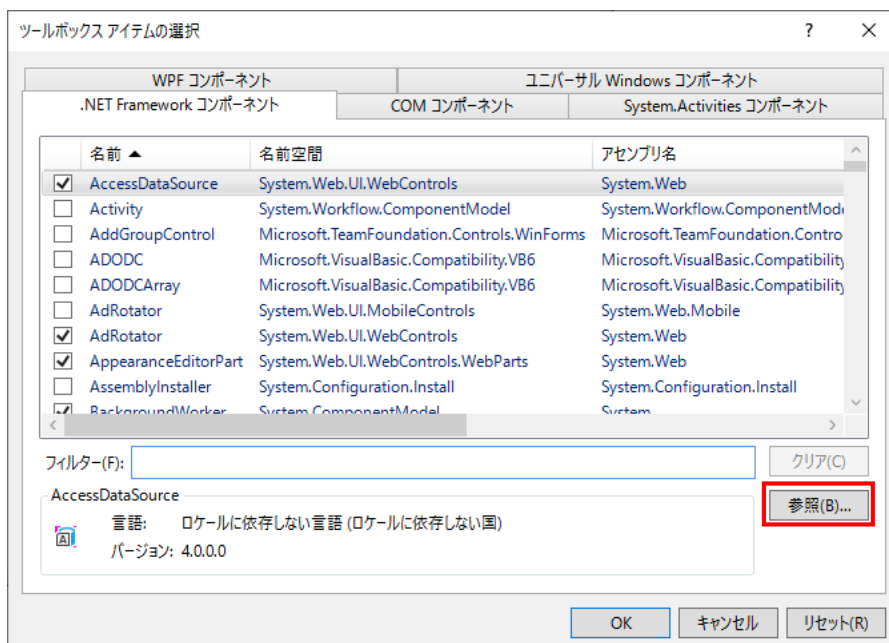 ツールボックス アイテムの選択 ? ×
WPF コンポーネント ユニバーサル Windows コンポーネント
.NET Framework コンポーネント COM コンポーネント System.Activities コンポーネント
名前 名前空間 アセンブリ名
AccessDataSource System.Web.UI.WebControls System.Web
Activity System.Workflow.ComponentModel System.Workflow.ComponentMode
AddGroupControl Microsoft.TeamFoundation.Controls.WinForms Microsoft.TeamFoundation.Contro
ADODC Microsoft.VisualBasic.Compatibility.VB6 Microsoft.VisualBasic.Compatibility
ADODCArray Microsoft.VisualBasic.Compatibility.VB6 Microsoft.VisualBasic.Compatibility
AdRotator System.Web.UI.MobileControls System.Web.Mobile
AdRotator System.Web.UI.WebControls System.Web
AppearanceEditorPart System.Web.UI.WebControls.WebParts System.Web
AssemblyInstaller System.Configuration.Install System.Configuration.Install
BackgroundWorker System.ComponentModel System
フィルター(F): クリア(C)
AccessDataSource
参照(B)...
言語: ロケールに依存しない言語 (ロケールに依存しない国)
バージョン: 4.0.0.0
OK キャンセル リセット(R)